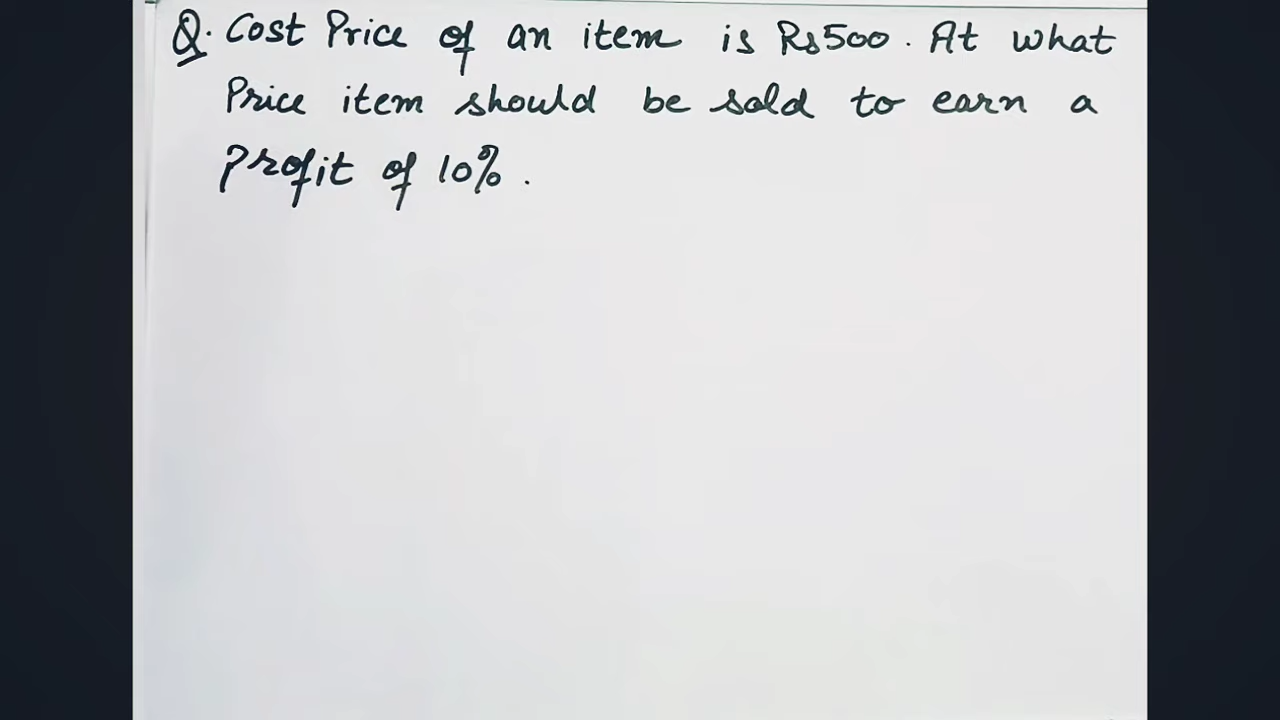 Q. Cost Price of an item is Rs500. At what
Price item should be sold to earn a
Profit of 10%.